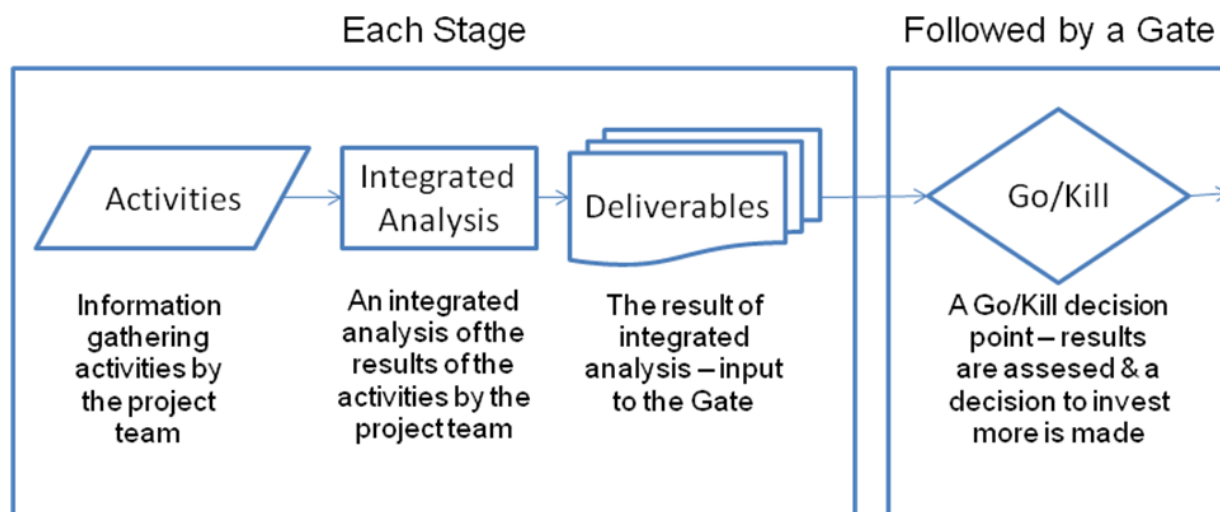 Each Stage
Followed by a Gate
Activities
Integrated
Analysis
Deliverables
Go/Kill
Information
gathering
activities by
the project
team
An integrated
analysis of the
results of the
activities by the
project team
The result of
integrated
analysis – input
to the Gate
A Go/Kill decision
point – results
are assesed & a
decision to invest
more is made